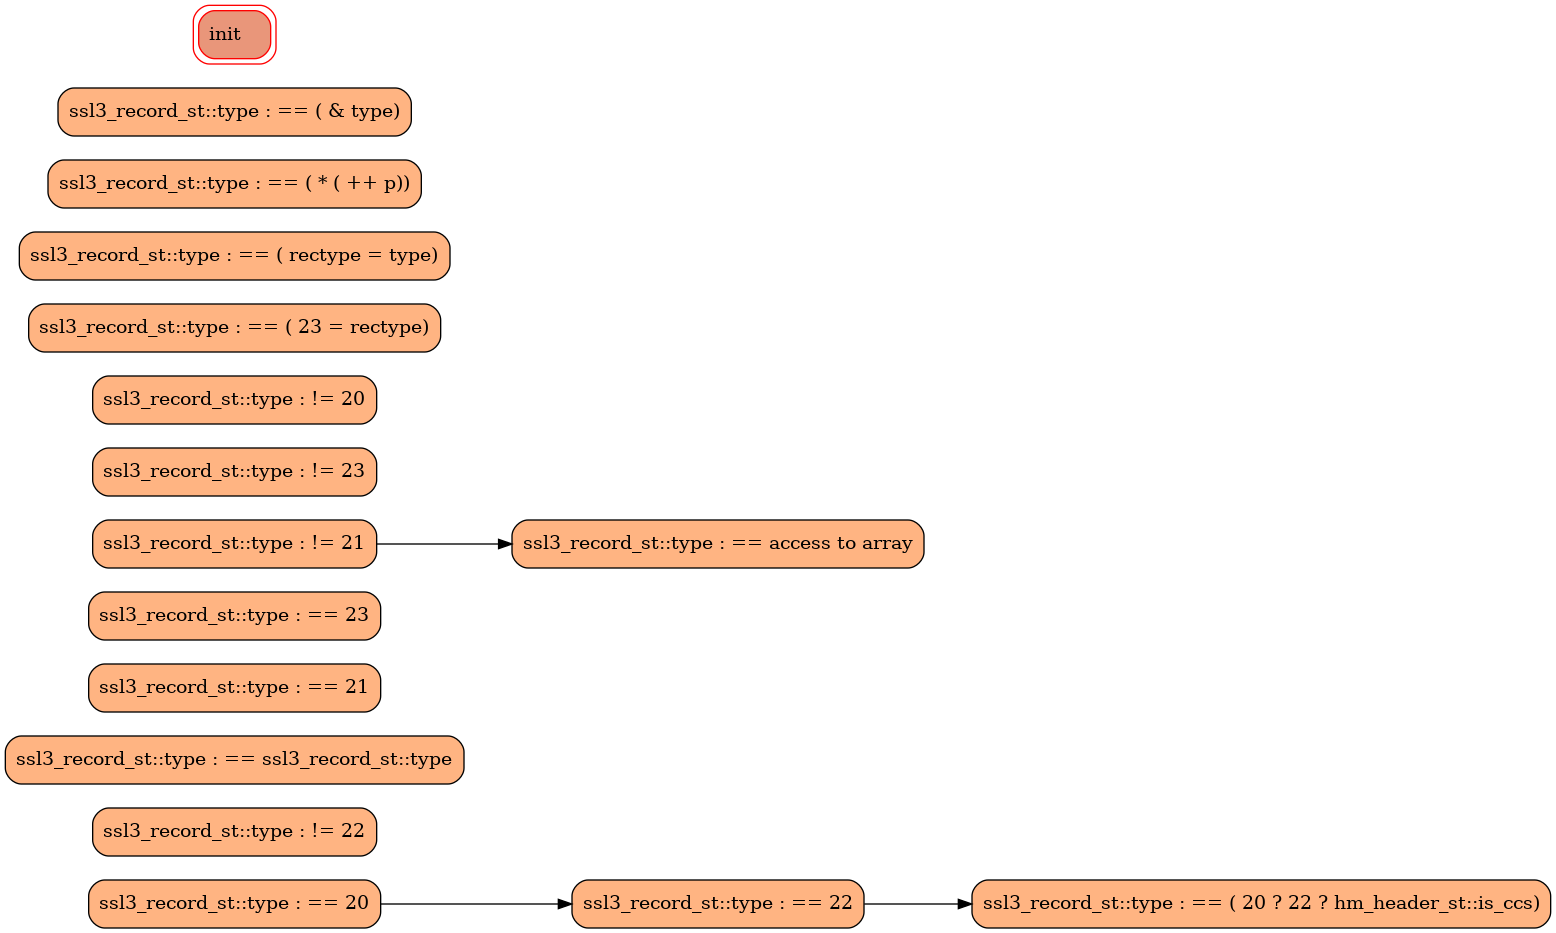 init
ssl3_record_st::type : == ( & type)
ssl3_record_st::type : == ( * ( ++ p))
ssl3_record_st::type : == ( rectype = type)
ssl3_record_st::type : == ( 23 = rectype)
ssl3_record_st::type : != 20
ssl3_record_st::type : != 23
ssl3_record_st::type : != 21
ssl3_record_st::type : == access to array
ssl3_record_st::type : == 23
ssl3_record_st::type : == 21
ssl3_record_st::type : == ssl3_record_st::type
ssl3_record_st::type : != 22
ssl3_record_st::type : == 20
ssl3_record_st::type : == 22
ssl3_record_st::type : == ( 20 ? 22 ? hm_header_st::is_ccs)